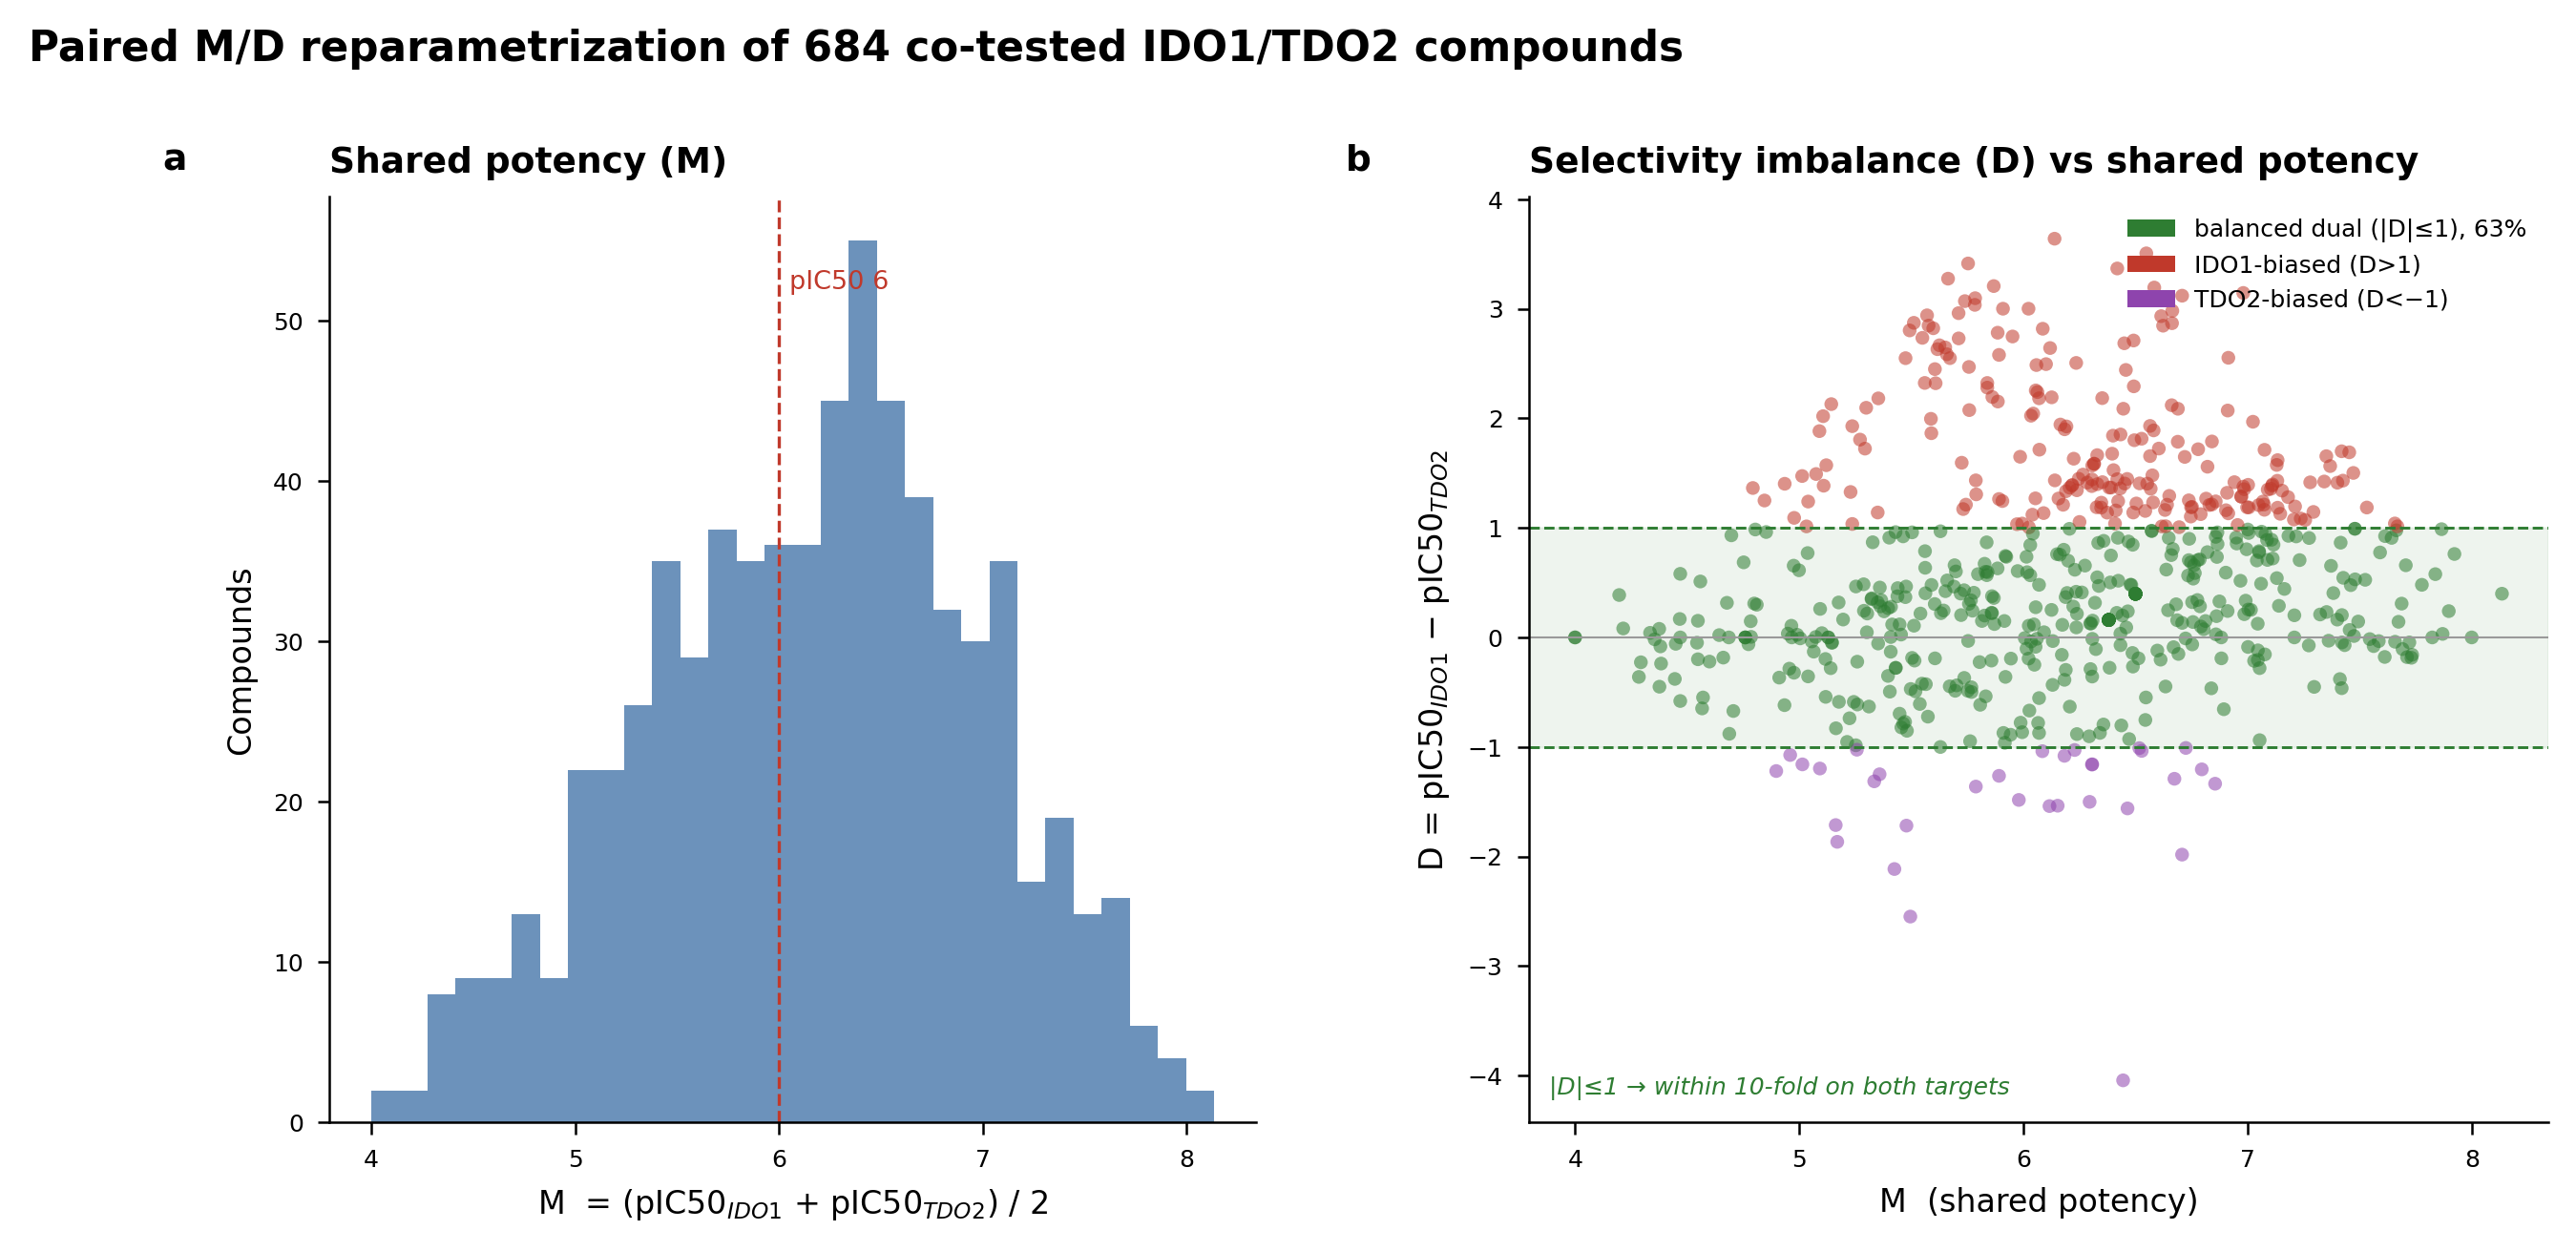 Paired M/D reparametrization of 684 co-tested IDO1/TDO2 compounds
a
Shared potency (M)
Compounds
50
40
30
20
10
0
pIC50 6
4 5 6 7 8
M = (pIC50IDO1 + pIC50TDO2) / 2
b
Selectivity imbalance (D) vs shared potency
D = pIC50IDO1 − pIC50TDO2
4
3
2
1
0
−1
−2
−3
−4
balanced dual (|D|≤1), 63%
IDO1-biased (D>1)
TDO2-biased (D<−1)
|D|≤1 → within 10-fold on both targets
4 5 6 7 8
M (shared potency)